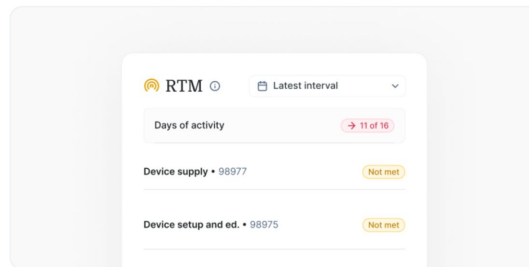 RTM
Latest interval
Days of activity
→ 11 of 16
Device supply • 98977
Not met
Device setup and ed. • 98975
Not met